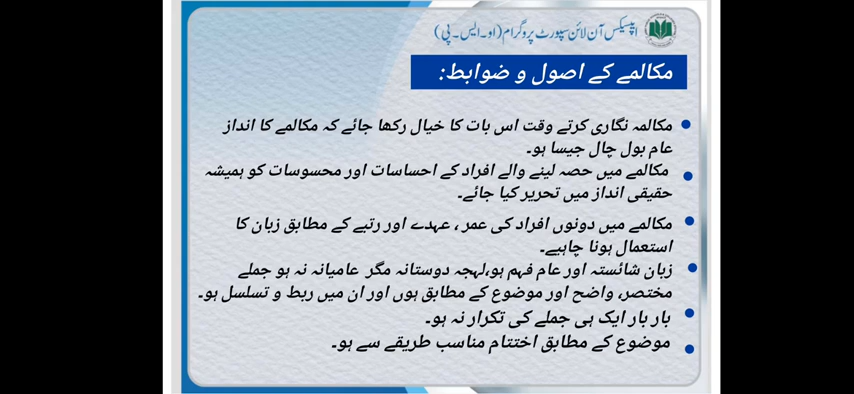 اپیکس آن لائن سپورٹ پروگرام (او۔ایس۔پی)
مکالمے کے اصول و ضوابط:
مکالمہ نگاری کرتے وقت اس بات کا خیال رکھا جائے کہ مکالمے کا انداز
عام بول چال جیسا ہو۔
مکالمے میں حصہ لینے والے افراد کے احساسات اور محسوسات کو ہمیشہ
حقیقی انداز میں تحریر کیا جائے۔
مکالمے میں دونوں افراد کی عمر ، عہدے اور رتبے کے مطابق زبان کا
استعمال ہونا چاہیے۔
زبان شائستہ اور عام فہم ہو،لہجہ دوستانہ مگر عامیانہ نہ ہو جملے
مختصر، واضح اور موضوع کے مطابق ہوں اور ان میں ربط و تسلسل ہو۔
بار بار ایک ہی جملے کی تکرار نہ ہو۔
موضوع کے مطابق اختتام مناسب طریقے سے ہو۔